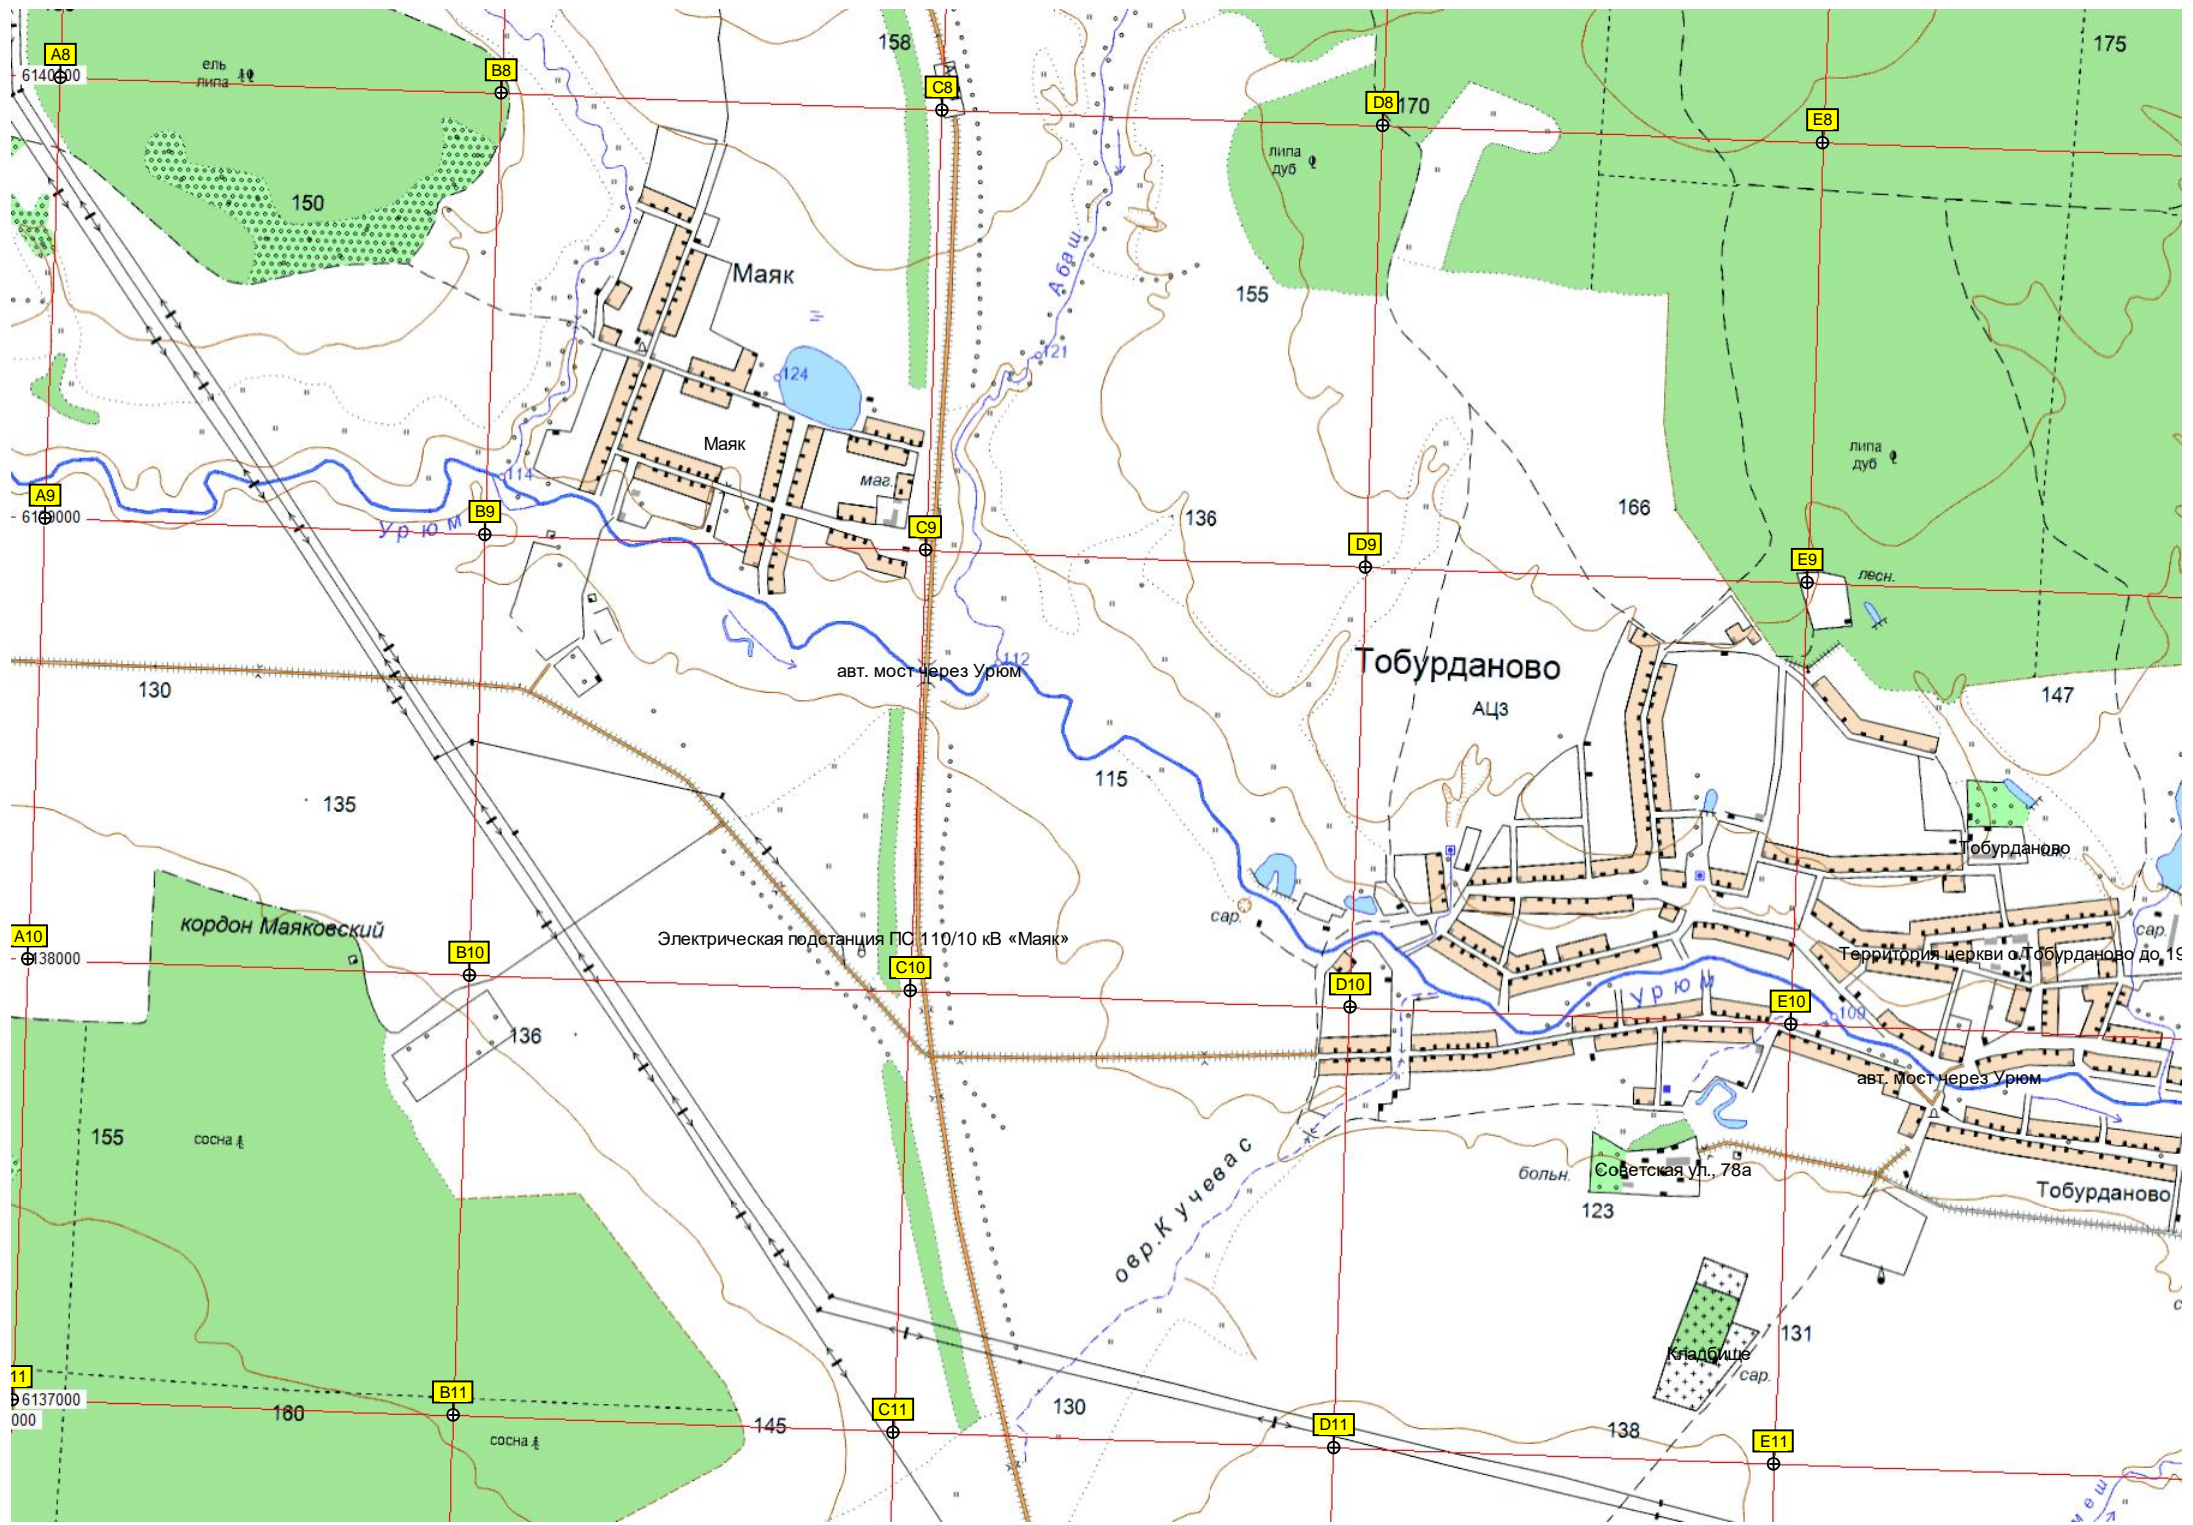 158
175
A8
ель
B8
6140000
липа
C8
D8
170
E8
липа
дуб
150
Абаш
Маяк
155
121
124
Маяк
липа
дуб
114
маг.
A9
166
B9
136
Урюм
C9
D9
E9
лесн.
112
Тобурданово
авт. мост через Урюм
130
147
АЦЗ
115
135
Тобурданово
сар.
кордон Маяковский
сар.
A10
Электрическая подстанция ПС 110/10 кВ «Маяк»
B10
138000
Территория церкви с.Тобурданово до 19
C10
D10
Урюм
E10
109
136
авт. мост через Урюм
155
сосна
овр.Кучевас
больн.
Советская ул., 78а
Тобурданово
123
131
Кладбище
сар.
11
B11
6137000
000
160
C11
130
D11
145
138
E11
сосна